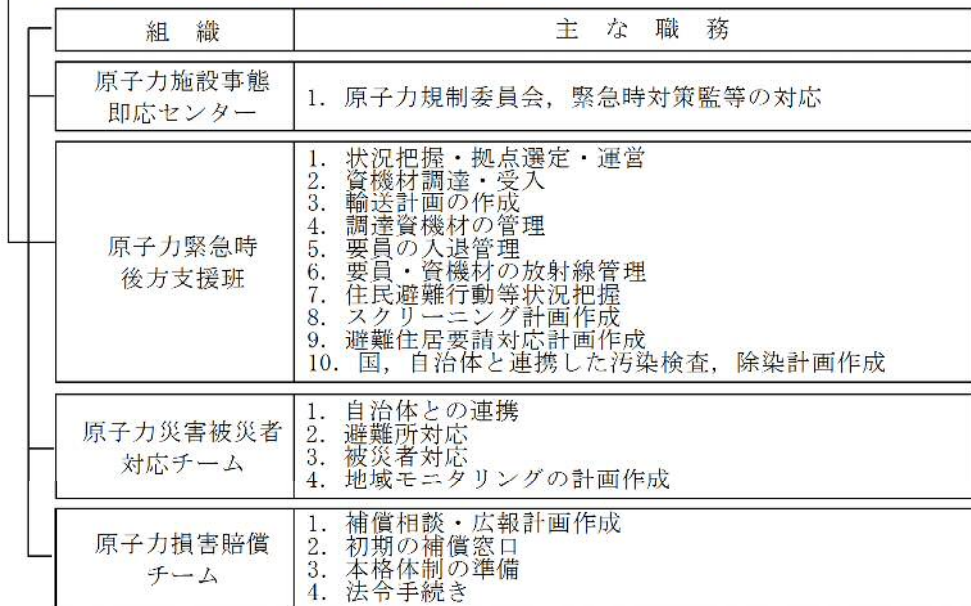 組　織　主　な　職　務
原子力施設事態
即応センター
1. 原子力規制委員会，緊急時対策監等の対応
原子力緊急時
後方支援班
1. 状況把握・拠点選定・運営
2. 資機材調達・受入
3. 輸送計画の作成
4. 調達資機材の管理
5. 要員の入退管理
6. 要員・資機材の放射線管理
7. 住民避難行動等状況把握
8. スクリーニング計画作成
9. 避難住居要請対応計画作成
10. 国，自治体と連携した汚染検査，除染計画作成
原子力災害被災者
対応チーム
1. 自治体との連携
2. 避難所対応
3. 被災者対応
4. 地域モニタリングの計画作成
原子力損害賠償
チーム
1. 補償相談・広報計画作成
2. 初期の補償窓口
3. 本格体制の準備
4. 法令手続き